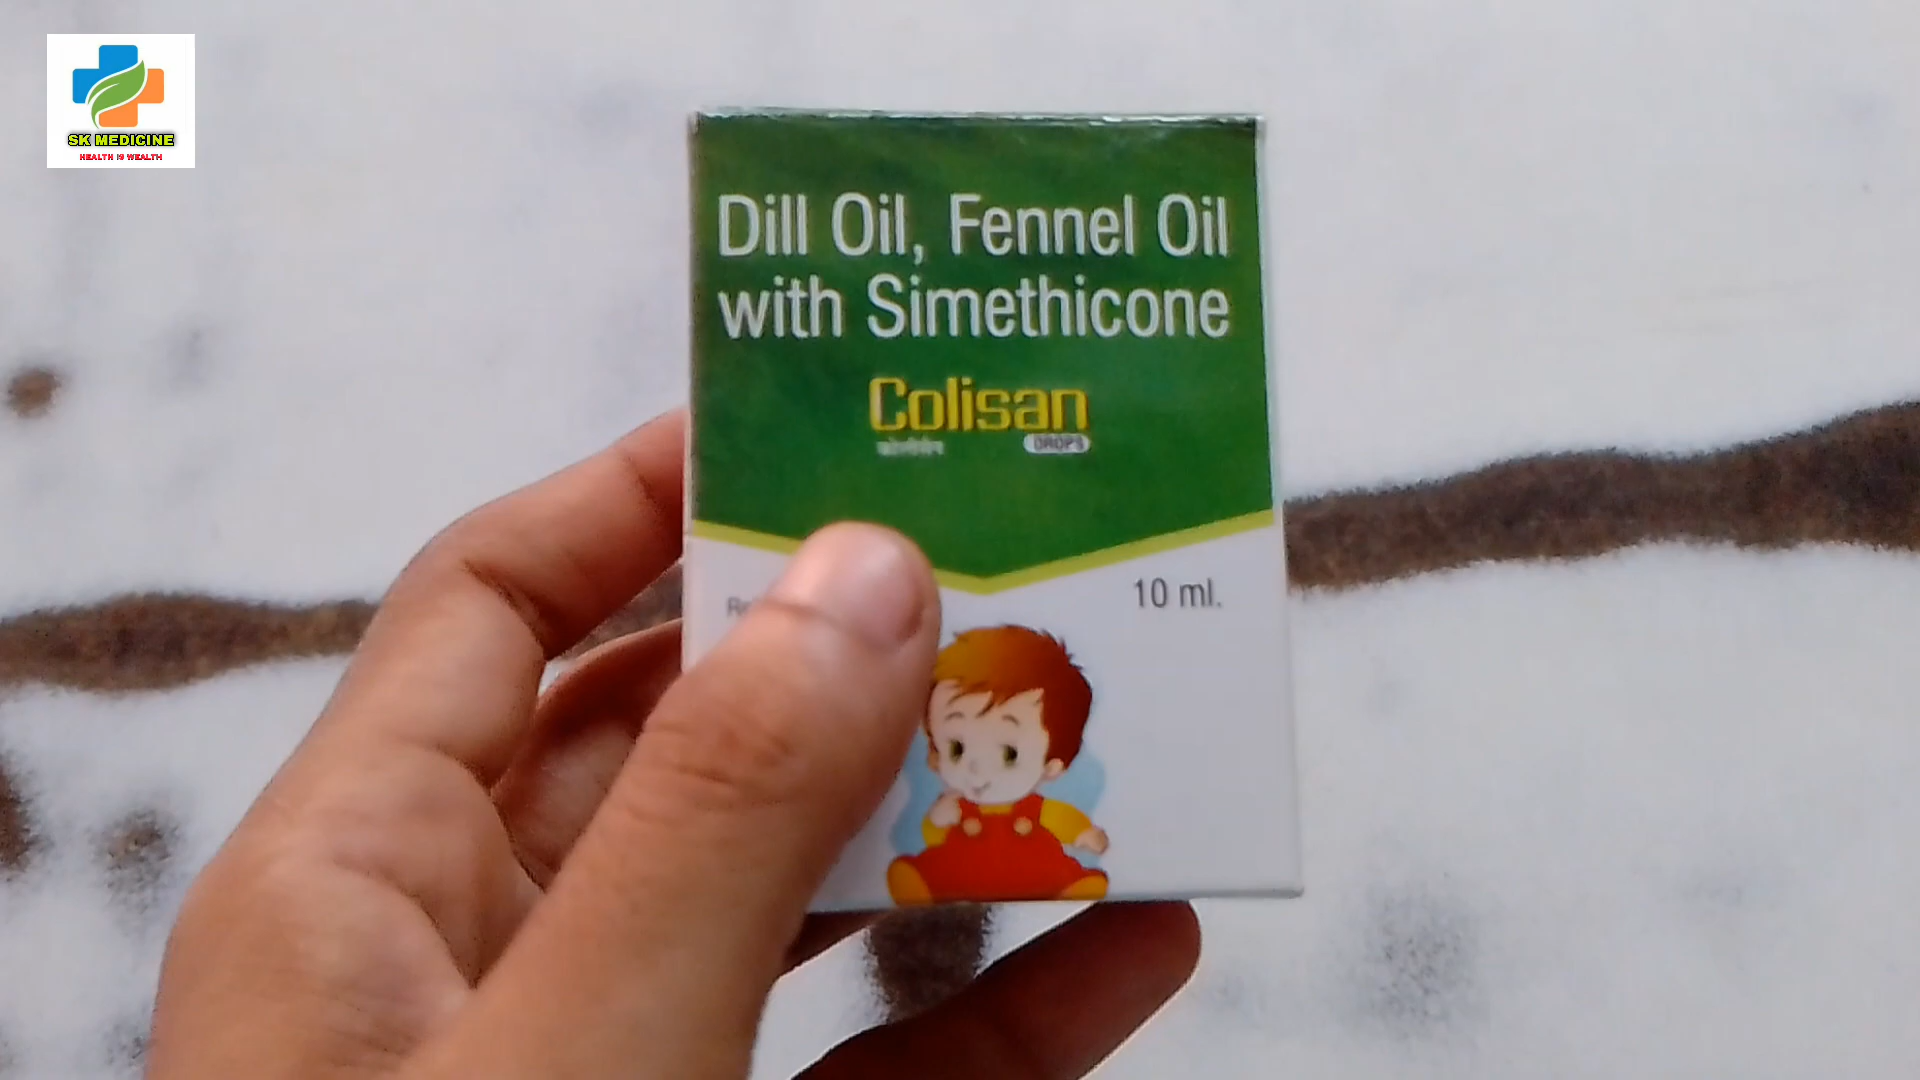 SK MEDICINE
HEALTH IS WEALTH
Dill Oil, Fennel Oil
with Simethicone
Colisan
DROPS
10 ml.